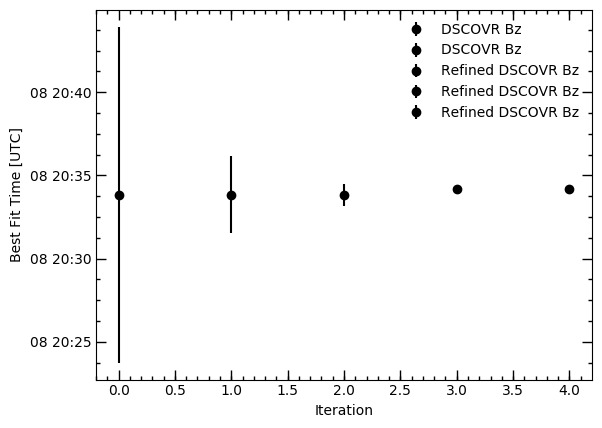 DSCOVR Bz
DSCOVR Bz
Refined DSCOVR Bz
Refined DSCOVR Bz
Refined DSCOVR Bz
Best Fit Time [UTC]
08 20:40
08 20:35
08 20:30
08 20:25
0.0 0.5 1.0 1.5 2.0 2.5 3.0 3.5 4.0
Iteration